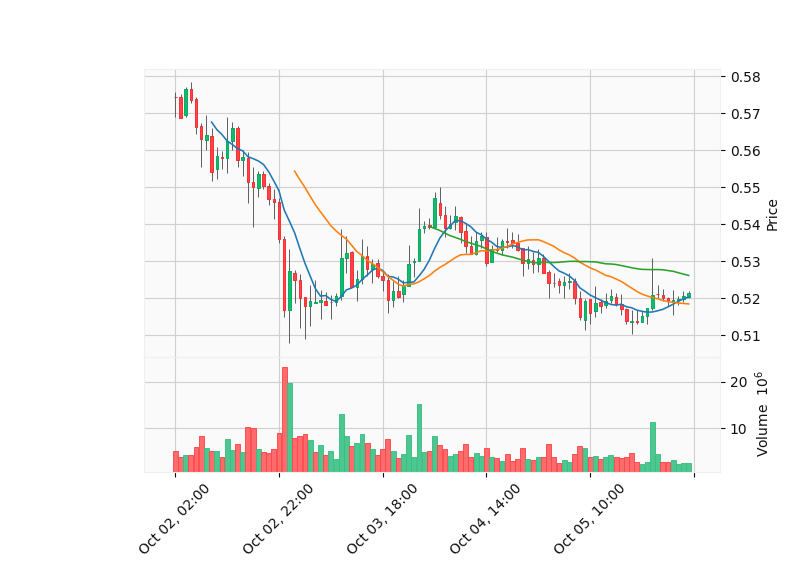 0.58
0.57
0.56
0.55
0.54
0.53
0.52
0.51
Price
20
10
Volume 10^6
Oct 02, 02:00
Oct 02, 22:00
Oct 03, 18:00
Oct 04, 14:00
Oct 05, 10:00